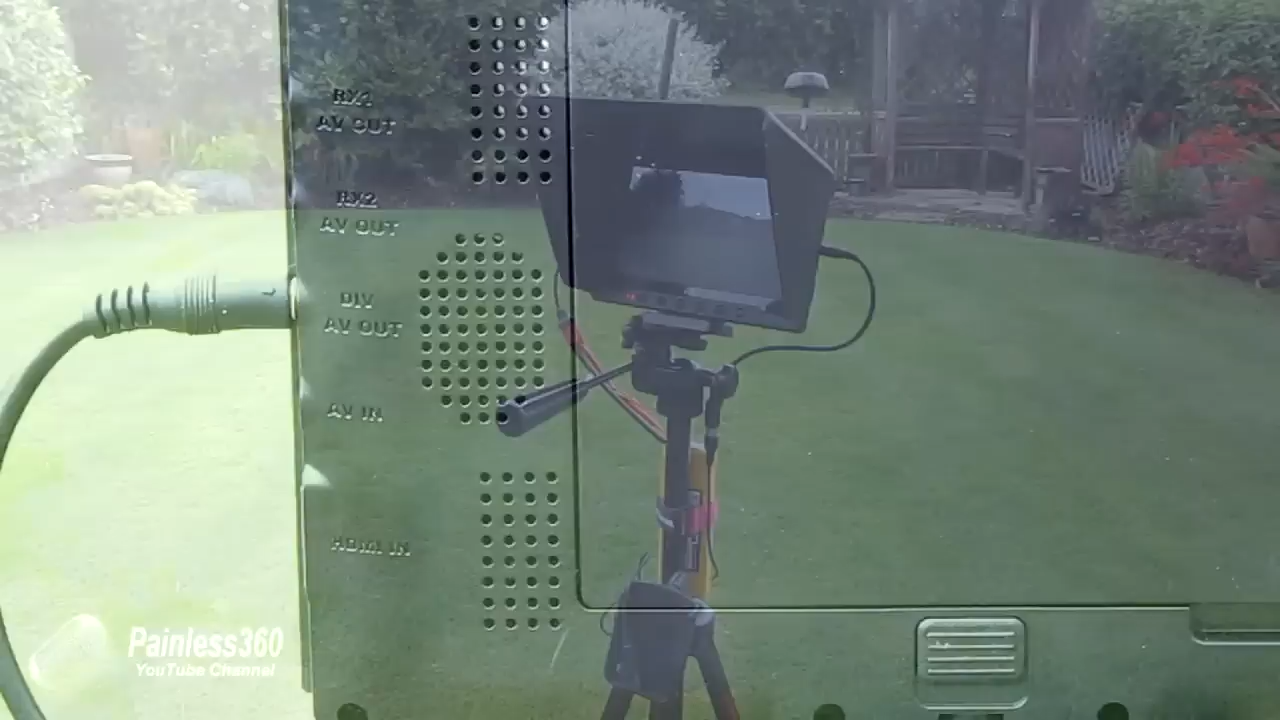 RX1
AV OUT
RX2
AV OUT
DIV
AV OUT
AV IN
HDMI IN
Painless360
YouTube Channel